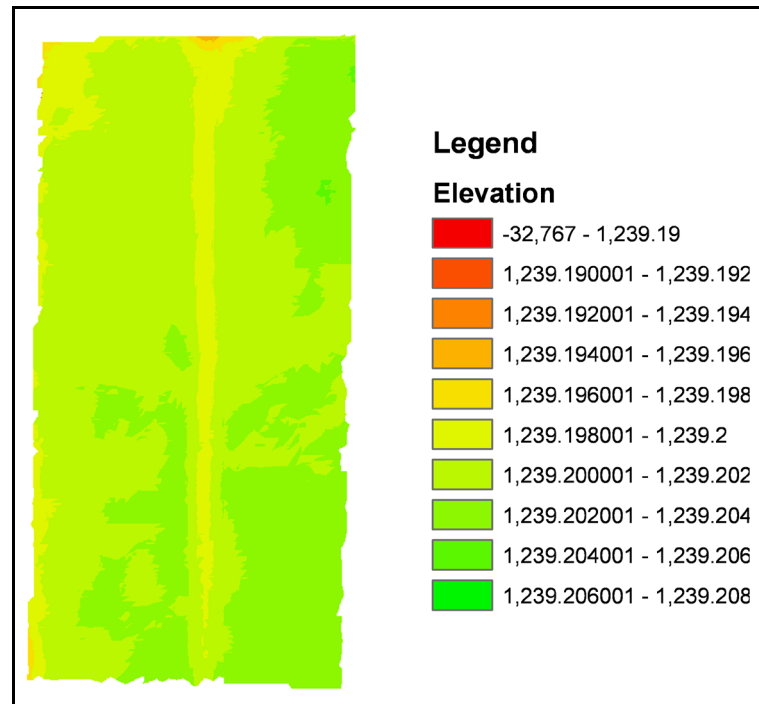 Legend
Elevation
-32,767 - 1,239.19
1,239.190001 - 1,239.192
1,239.192001 - 1,239.194
1,239.194001 - 1,239.196
1,239.196001 - 1,239.198
1,239.198001 - 1,239.2
1,239.200001 - 1,239.202
1,239.202001 - 1,239.204
1,239.204001 - 1,239.206
1,239.206001 - 1,239.208